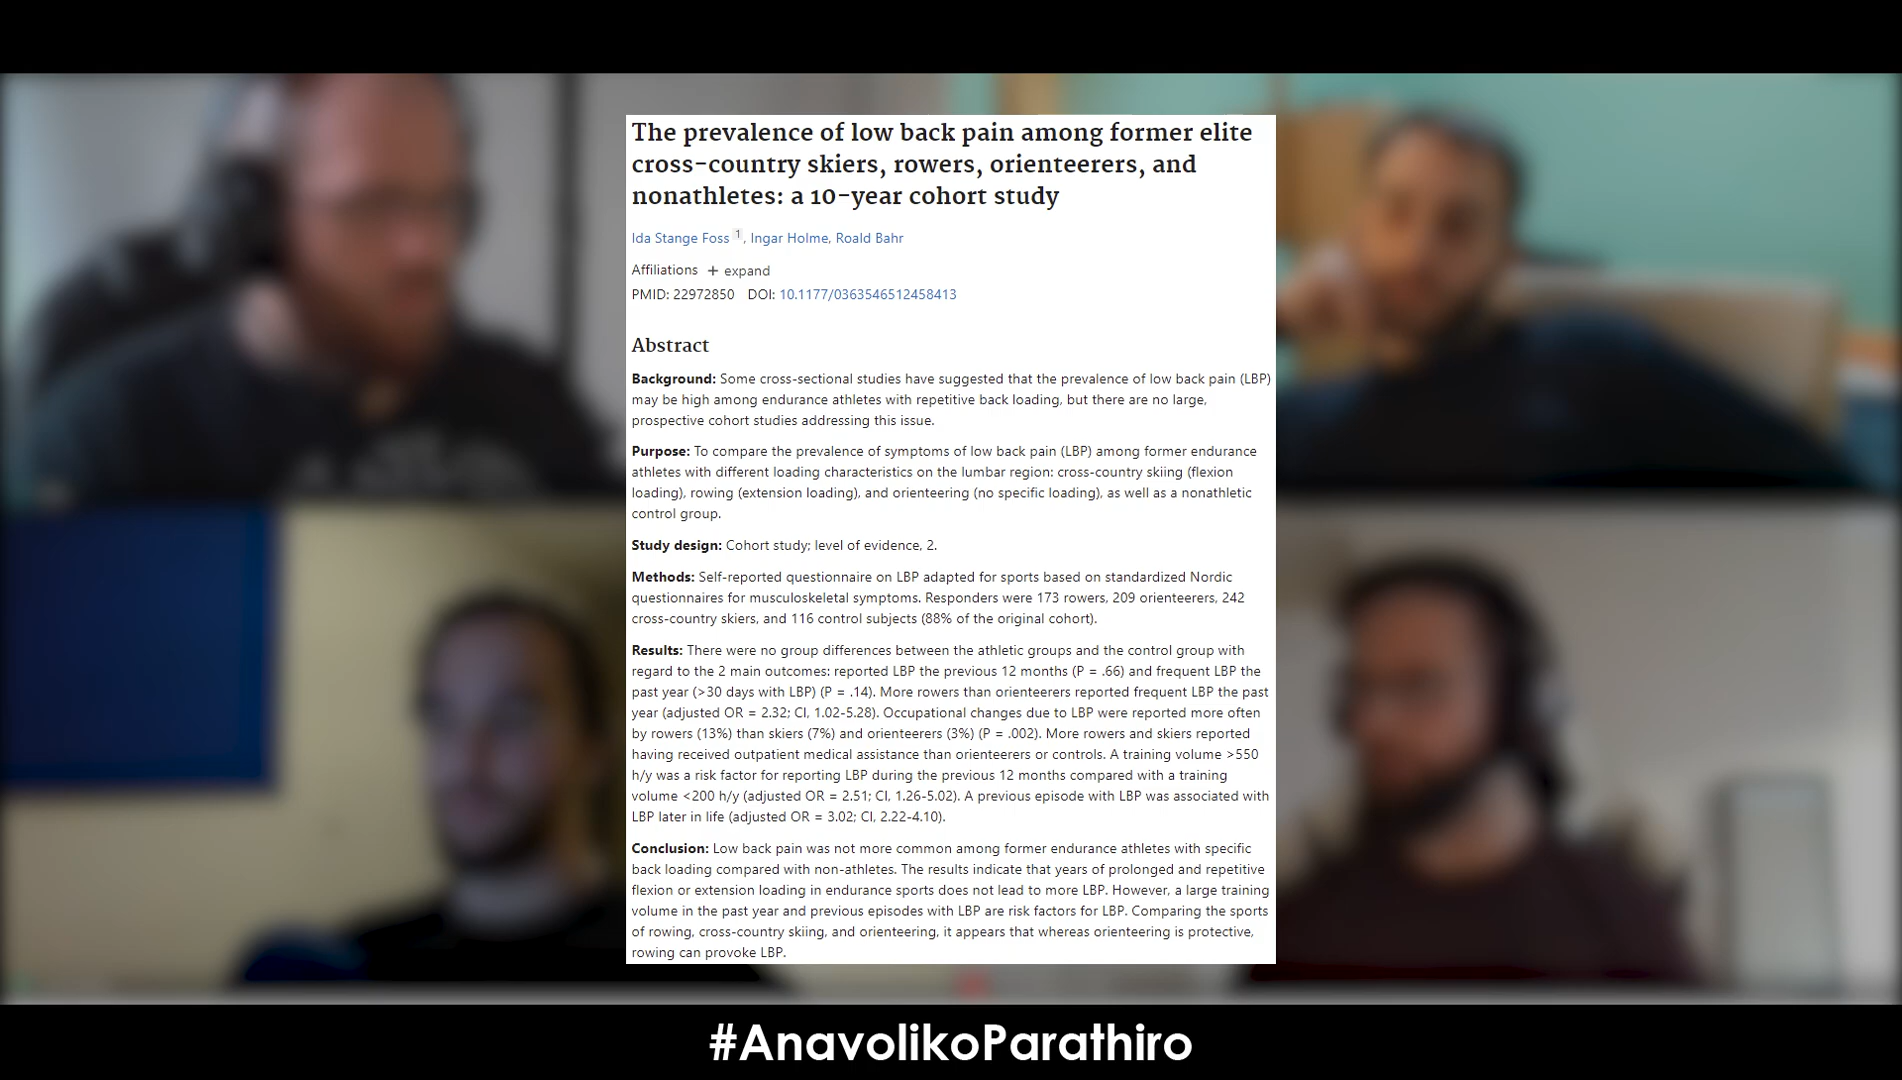 The prevalence of low back pain among former elite
cross-country skiers, rowers, orienteerers, and
nonathletes: a 10-year cohort study
Ida Stange Foss 1, Ingar Holme, Roald Bahr
Affiliations + expand
PMID: 22972850 DOI: 10.1177/0363546512458413
Abstract
Background: Some cross-sectional studies have suggested that the prevalence of low back pain (LBP)
may be high among endurance athletes with repetitive back loading, but there are no large,
prospective cohort studies addressing this issue.
Purpose: To compare the prevalence of symptoms of low back pain (LBP) among former endurance
athletes with different loading characteristics on the lumbar region: cross-country skiing (flexion
loading), rowing (extension loading), and orienteering (no specific loading), as well as a nonathletic
control group.
Study design: Cohort study; level of evidence, 2.
Methods: Self-reported questionnaire on LBP adapted for sports based on standardized Nordic
questionnaires for musculoskeletal symptoms. Responders were 173 rowers, 209 orienteerers, 242
cross-country skiers, and 116 control subjects (88% of the original cohort).
Results: There were no group differences between the athletic groups and the control group with
regard to the 2 main outcomes: reported LBP the previous 12 months (P = .66) and frequent LBP the
past year (>30 days with LBP) (P = .14). More rowers than orienteerers reported frequent LBP the past
year (adjusted OR = 2.32; CI, 1.02-5.28). Occupational changes due to LBP were reported more often
by rowers (13%) than skiers (7%) and orienteerers (3%) (P = .002). More rowers and skiers reported
having received outpatient medical assistance than orienteerers or controls. A training volume >550
h/y was a risk factor for reporting LBP during the previous 12 months compared with a training
volume <200 h/y (adjusted OR = 2.51; CI, 1.26-5.02). A previous episode with LBP was associated with
LBP later in life (adjusted OR = 3.02; CI, 2.22-4.10).
Conclusion: Low back pain was not more common among former endurance athletes with specific
back loading compared with non-athletes. The results indicate that years of prolonged and repetitive
flexion or extension loading in endurance sports does not lead to more LBP. However, a large training
volume in the past year and previous episodes with LBP are risk factors for LBP. Comparing the sports
of rowing, cross-country skiing, and orienteering, it appears that whereas orienteering is protective,
rowing can provoke LBP.
#AnavolikoParathiro